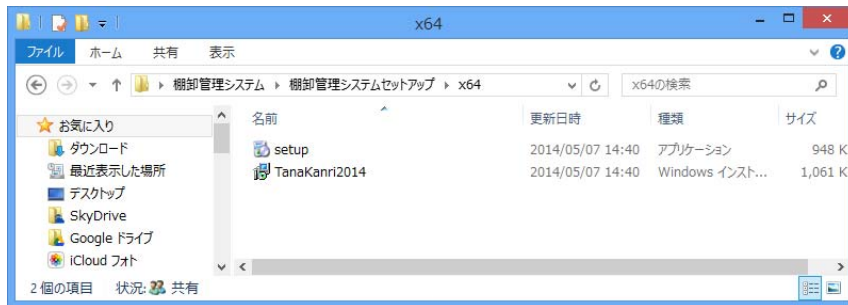 x64
ファイル ホーム 共有 表示
棚卸管理システム 棚卸管理システムセットアップ x64 x64の検索
名前 更新日時 種類 サイズ
お気に入り
ダウンロード
最近表示した場所
デスクトップ
SkyDrive
Google ドライブ
iCloud フォト
setup 2014/05/07 14:40 アプリケーション 948 K
TanaKanri2014 2014/05/07 14:40 Windows インスト... 1,061 K
2 個の項目 状況: 共有